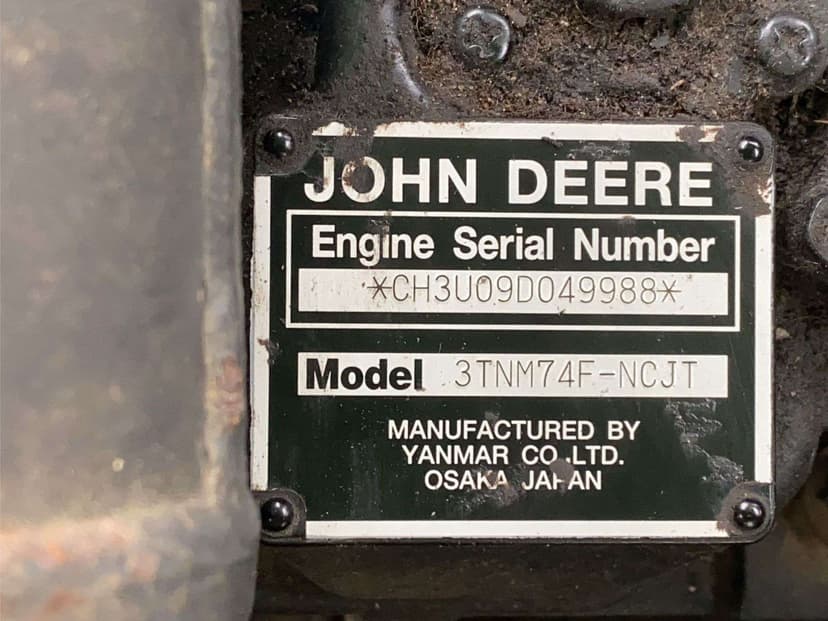 JOHN DEERE
Engine Serial Number
*CH3U09D049988*
Model 3TNM74F-NCJT
MANUFACTURED BY
YANMAR CO.,LTD.
OSAKA JAPAN